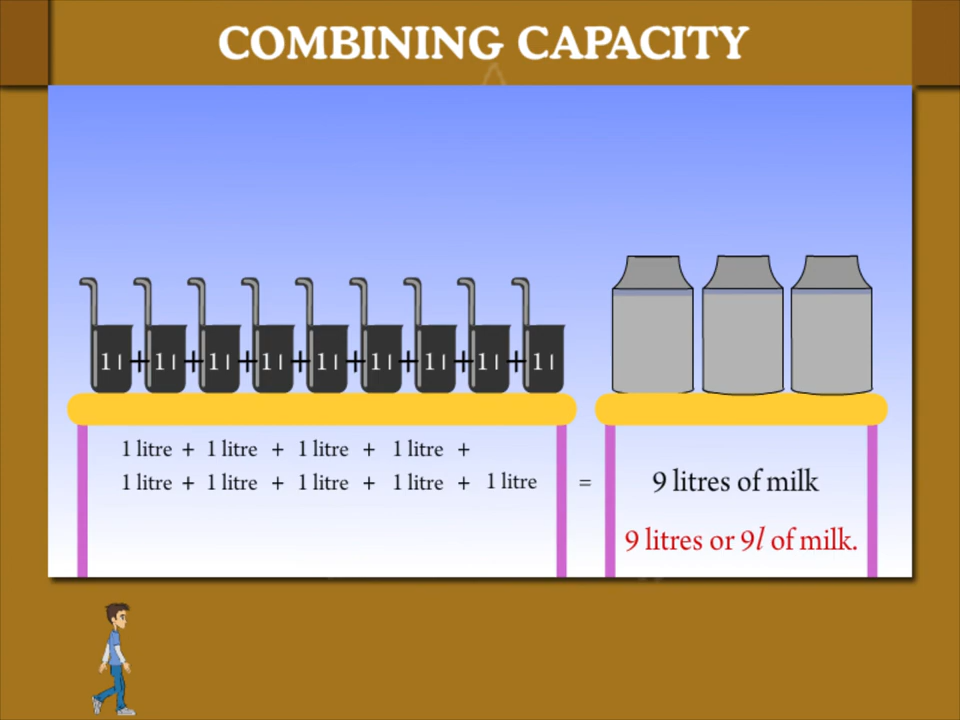 COMBINING CAPACITY
1 l + 1 l + 1 l + 1 l + 1 l + 1 l + 1 l + 1 l + 1 l
1 litre + 1 litre + 1 litre + 1 litre +
1 litre + 1 litre + 1 litre + 1 litre + 1 litre = 9 litres of milk
9 litres or 9l of milk.